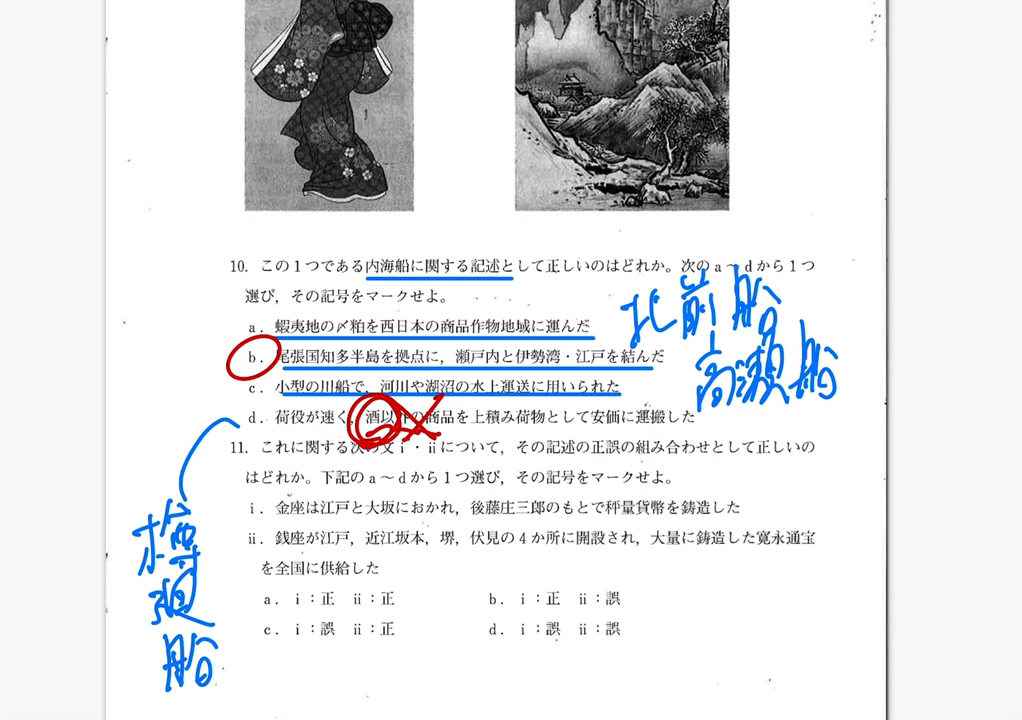 10. この1つである内海船に関する記述として正しいのはどれか。次のa〜dから1つ
選び，その記号をマークせよ。
a．蝦夷地の〆粕を西日本の商品作物地域に運んだ
b．尾張国知多半島を拠点に，瀬戸内と伊勢湾・江戸を結んだ
c．小型の川船で，河川や湖沼の水上運送に用いられた
d．荷役が速く，酒以外の商品を上積み荷物として安価に運搬した
北前船
高瀬船
樽廻船
11. これに関する次の文ⅰ・ⅱについて，その記述の正誤の組み合わせとして正しいの
はどれか。下記のa〜dから1つ選び，その記号をマークせよ。
ⅰ．金座は江戸と大坂におかれ，後藤庄三郎のもとで秤量貨幣を鋳造した
ⅱ．銭座が江戸，近江坂本，堺，伏見の4か所に開設され，大量に鋳造した寛永通宝
を全国に供給した
a．ⅰ：正　ⅱ：正　b．ⅰ：正　ⅱ：誤
c．ⅰ：誤　ⅱ：正　d．ⅰ：誤　ⅱ：誤